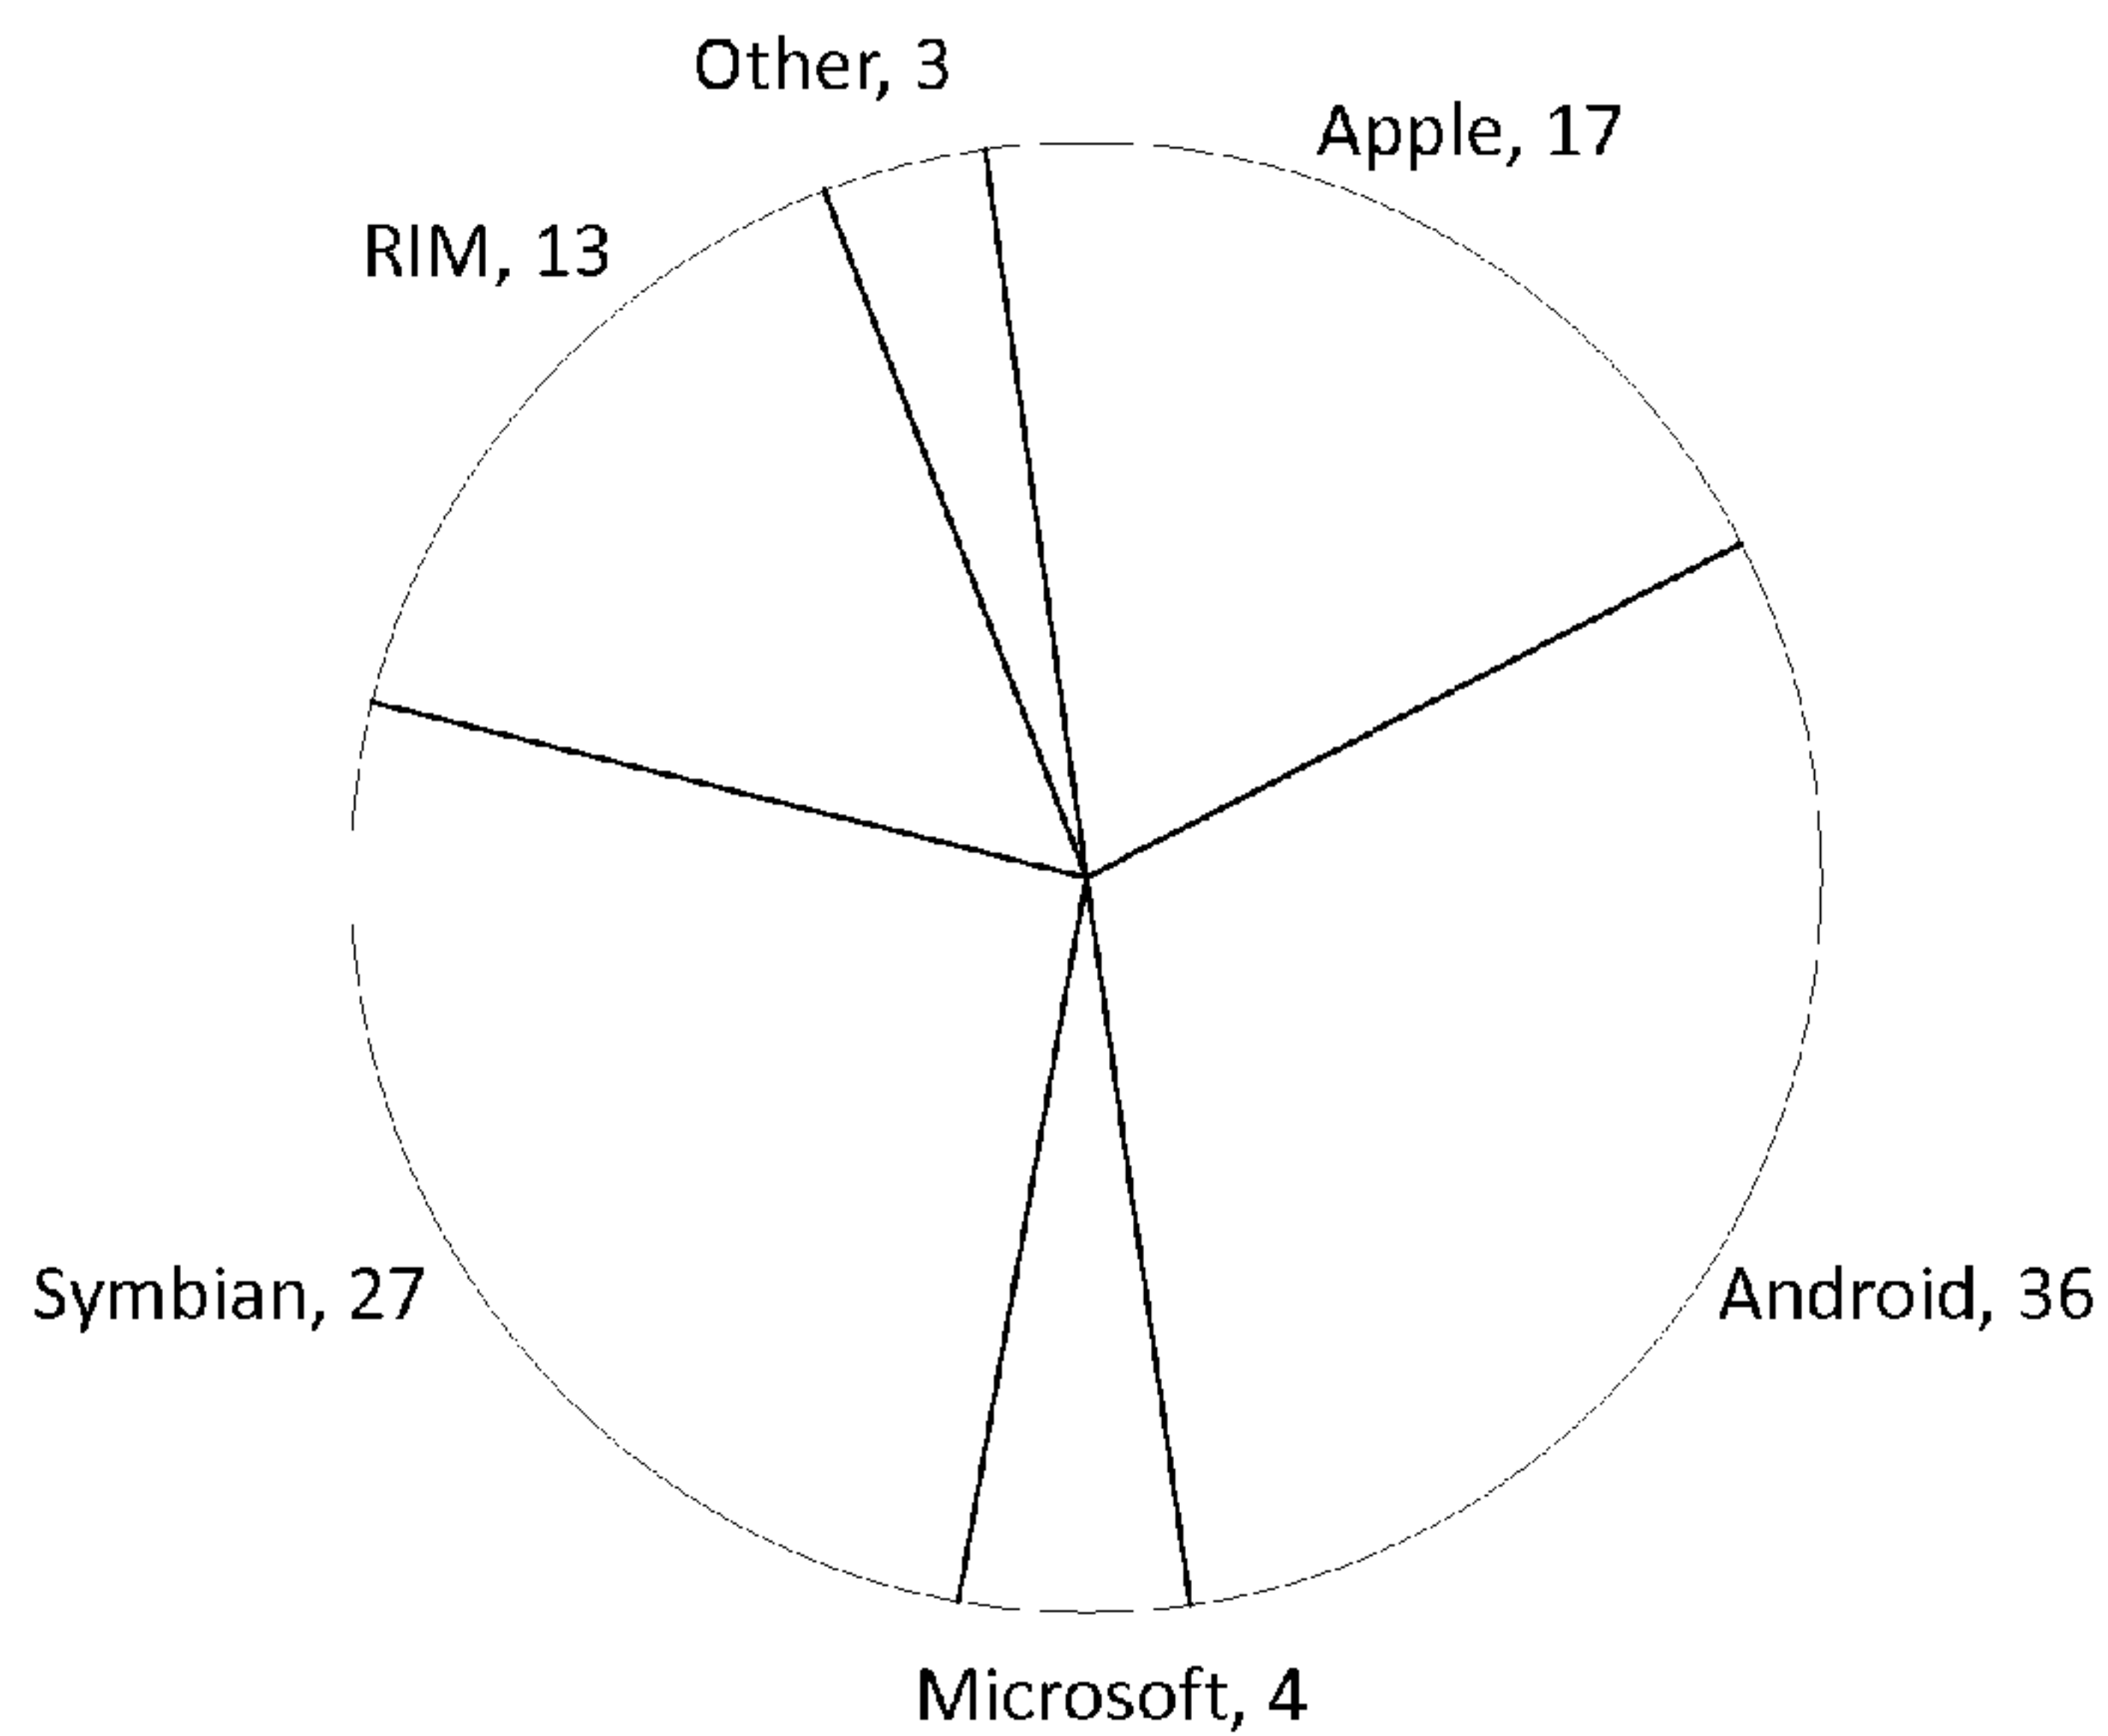 Other, 3
Apple, 17
RIM, 13
Symbian, 27
Android, 36
Microsoft, 4